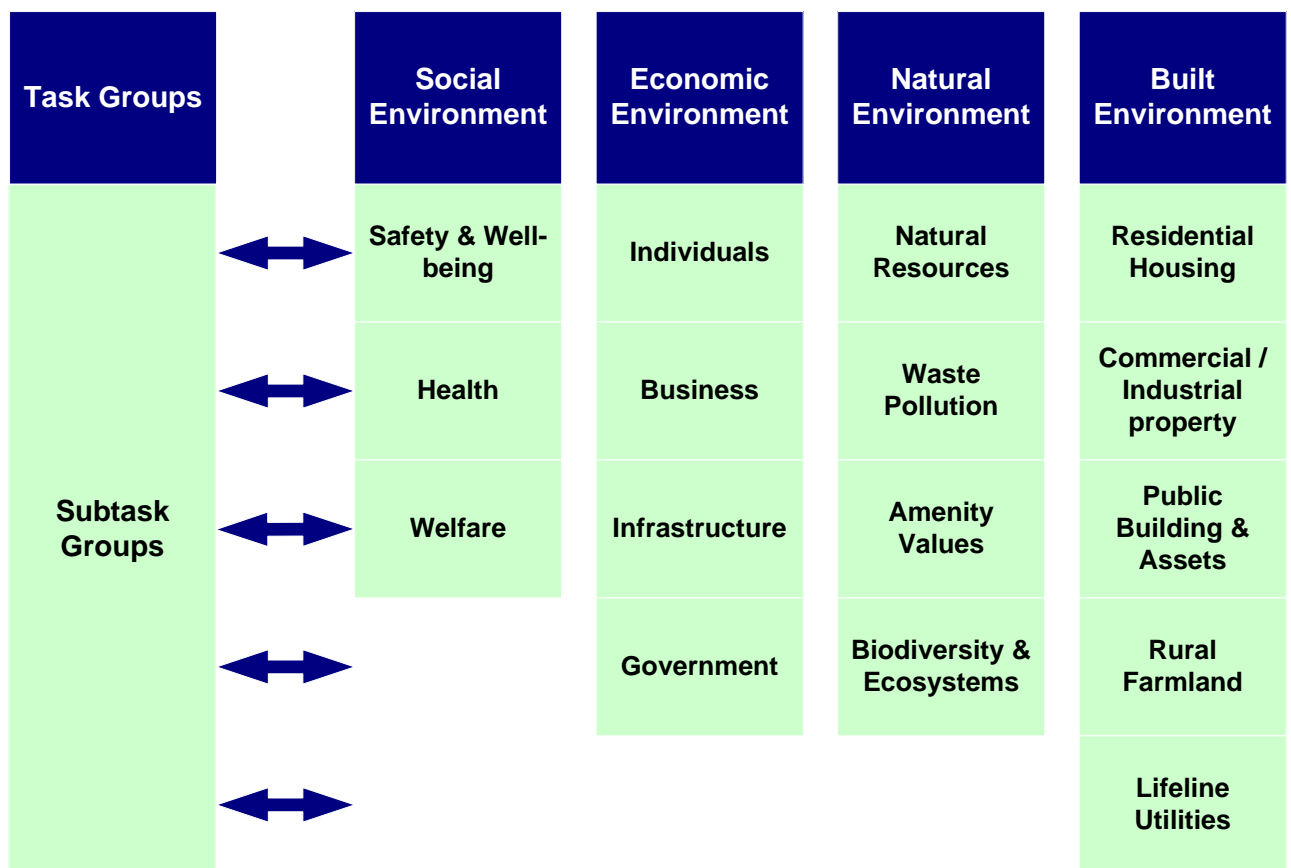 Task Groups
Social
Environment
Economic
Environment
Natural
Environment
Built
Environment
Subtask
Groups
Safety & Well-
being
Individuals
Natural
Resources
Residential
Housing
Health
Business
Waste
Pollution
Commercial /
Industrial
property
Welfare
Infrastructure
Amenity
Values
Public
Building &
Assets
Government
Biodiversity &
Ecosystems
Rural
Farmland
Lifeline
Utilities